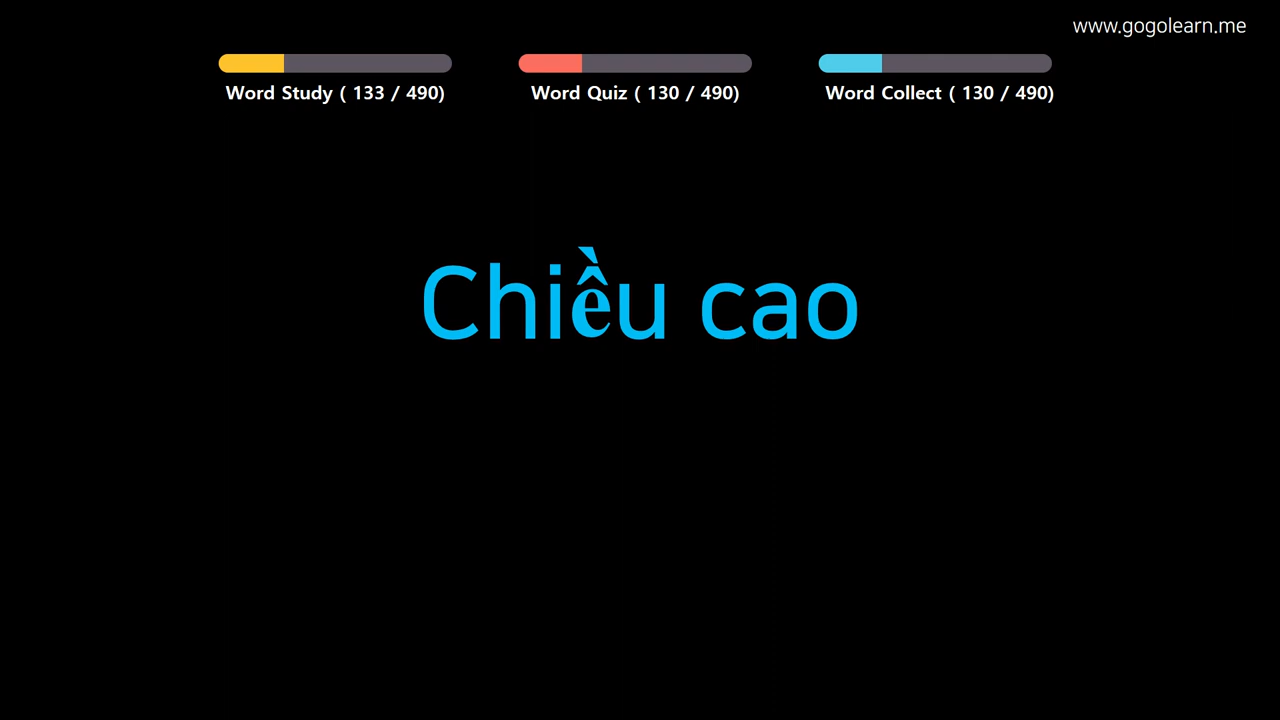 www.gogolearn.me
Word Study ( 133 / 490)
Word Quiz ( 130 / 490)
Word Collect ( 130 / 490)
Chiều cao